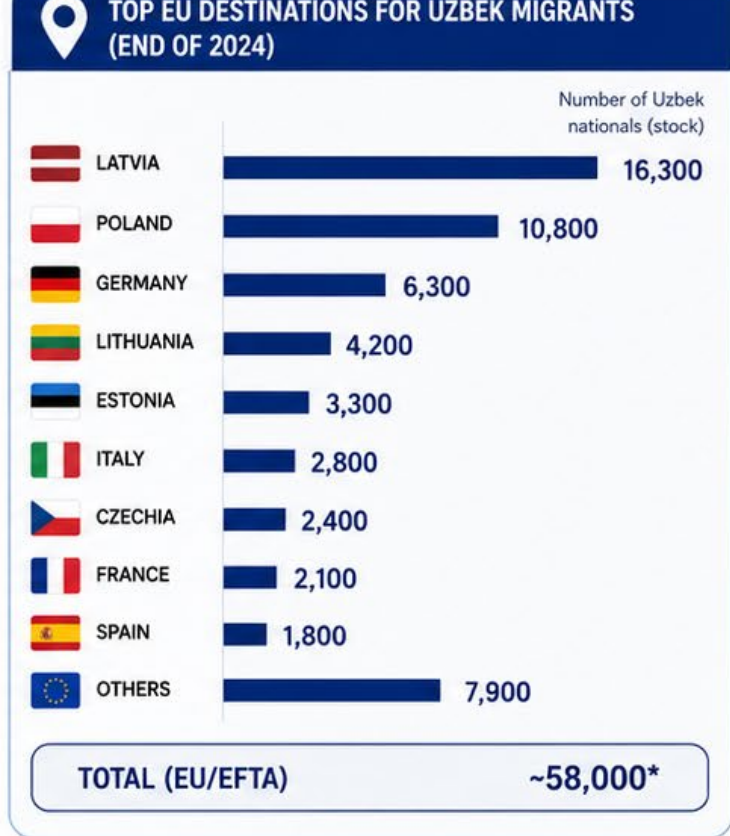 TOP EU DESTINATIONS FOR UZBEK MIGRANTS
(END OF 2024)
Number of Uzbek
nationals (stock)
LATVIA 16,300
POLAND 10,800
GERMANY 6,300
LITHUANIA 4,200
ESTONIA 3,300
ITALY 2,800
CZECHIA 2,400
FRANCE 2,100
SPAIN 1,800
OTHERS 7,900
TOTAL (EU/EFTA) ~58,000*